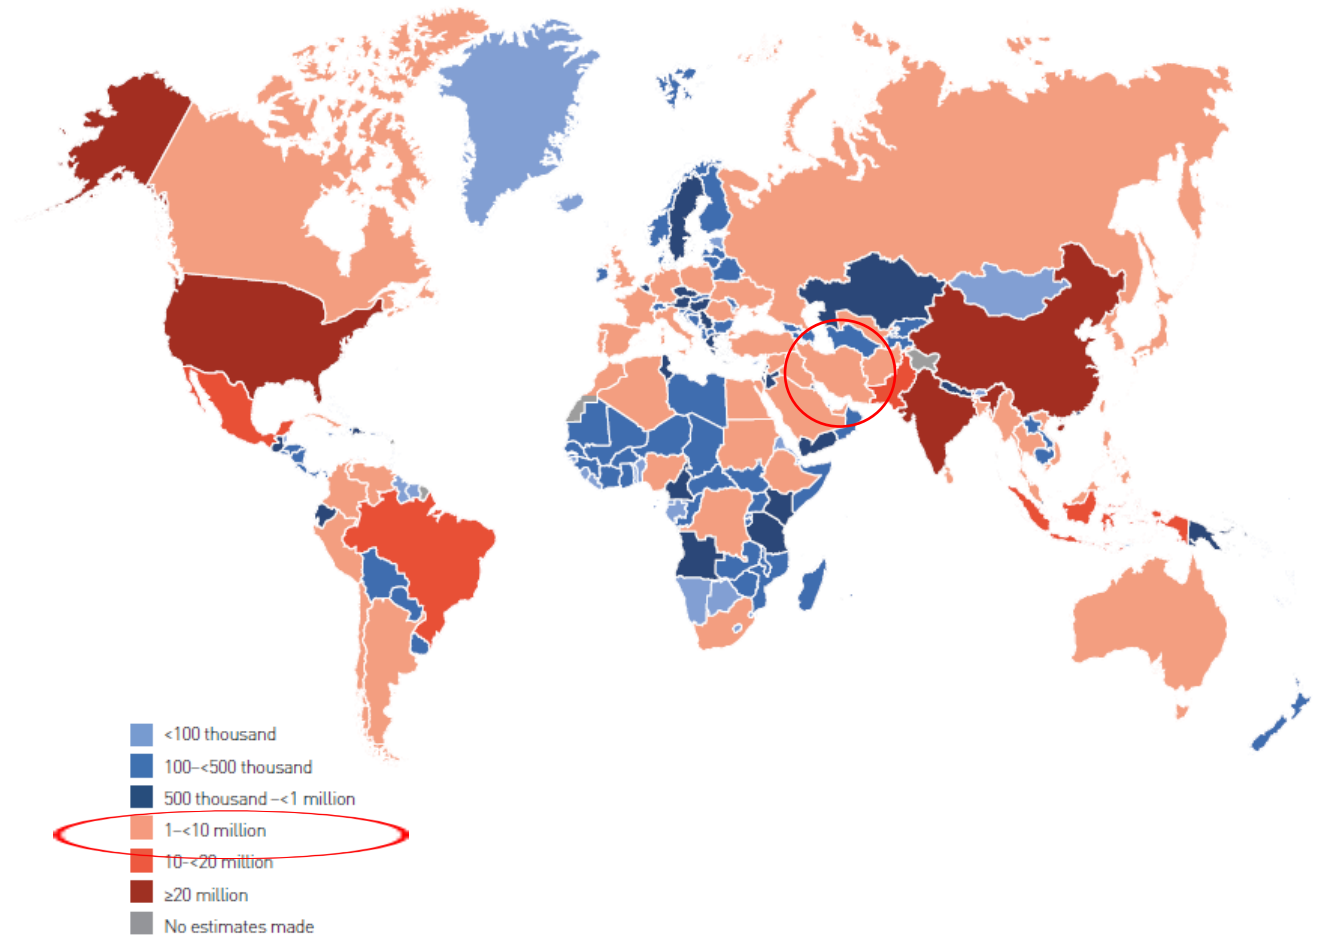 <100 thousand
100–<500 thousand
500 thousand –<1 million
1–<10 million
10-<20 million
≥20 million
No estimates made